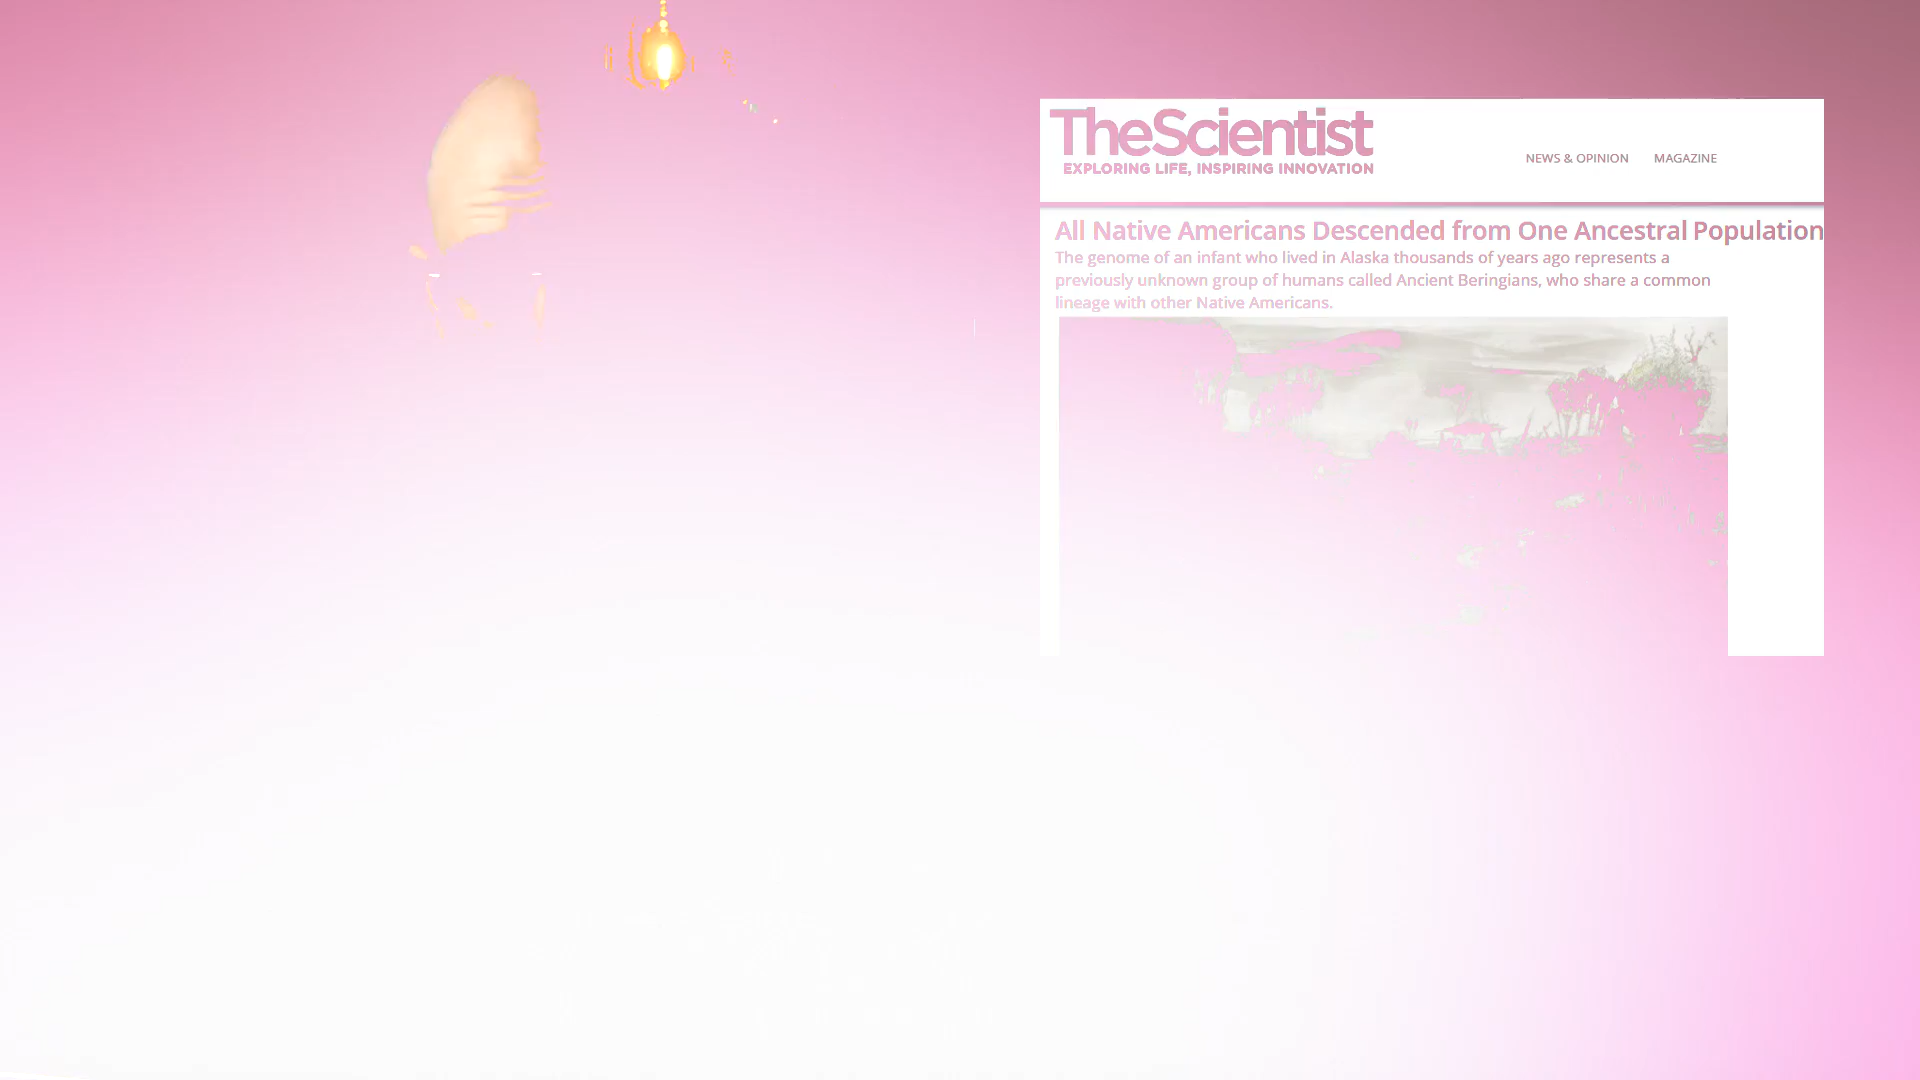 TheScientist
EXPLORING LIFE, INSPIRING INNOVATION
NEWS & OPINION MAGAZINE
All Native Americans Descended from One Ancestral Population
The genome of an infant who lived in Alaska thousands of years ago represents a
previously unknown group of humans called Ancient Beringians, who share a common
lineage with other Native Americans.